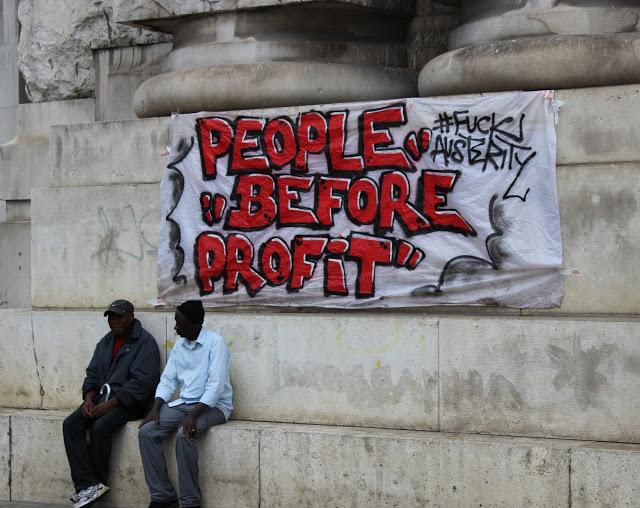 PEOPLE"
"BEFORE
PROFIT"
#FUCK
AUSTERITY